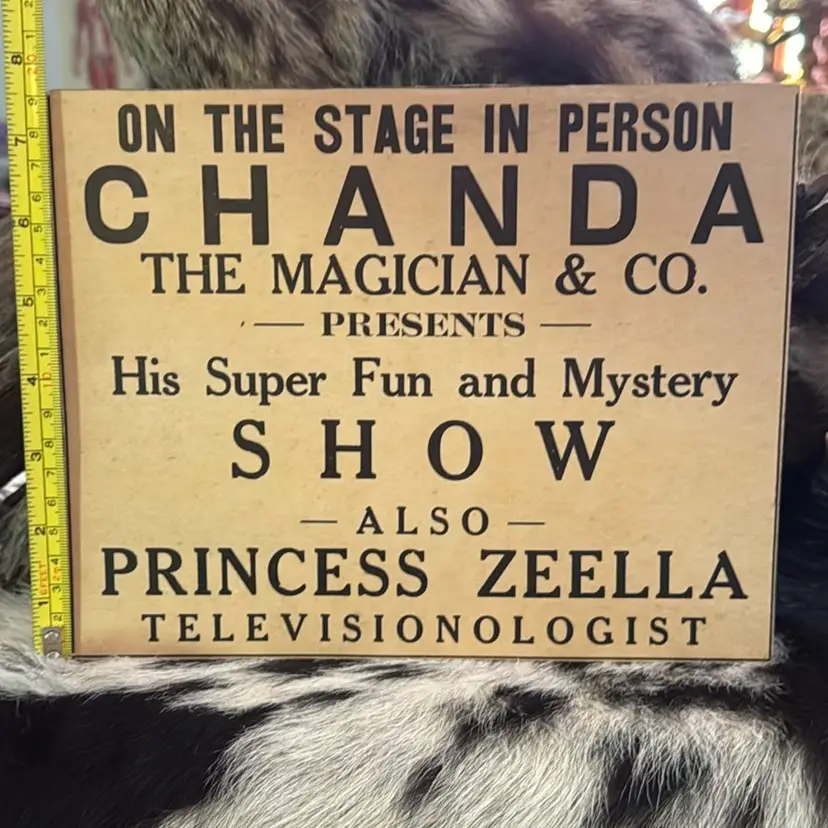 ON THE STAGE IN PERSON
CHANDA
THE MAGICIAN & CO.
— PRESENTS —
His Super Fun and Mystery
SHOW
— ALSO —
PRINCESS ZEELLA
TELEVISIONOLOGIST